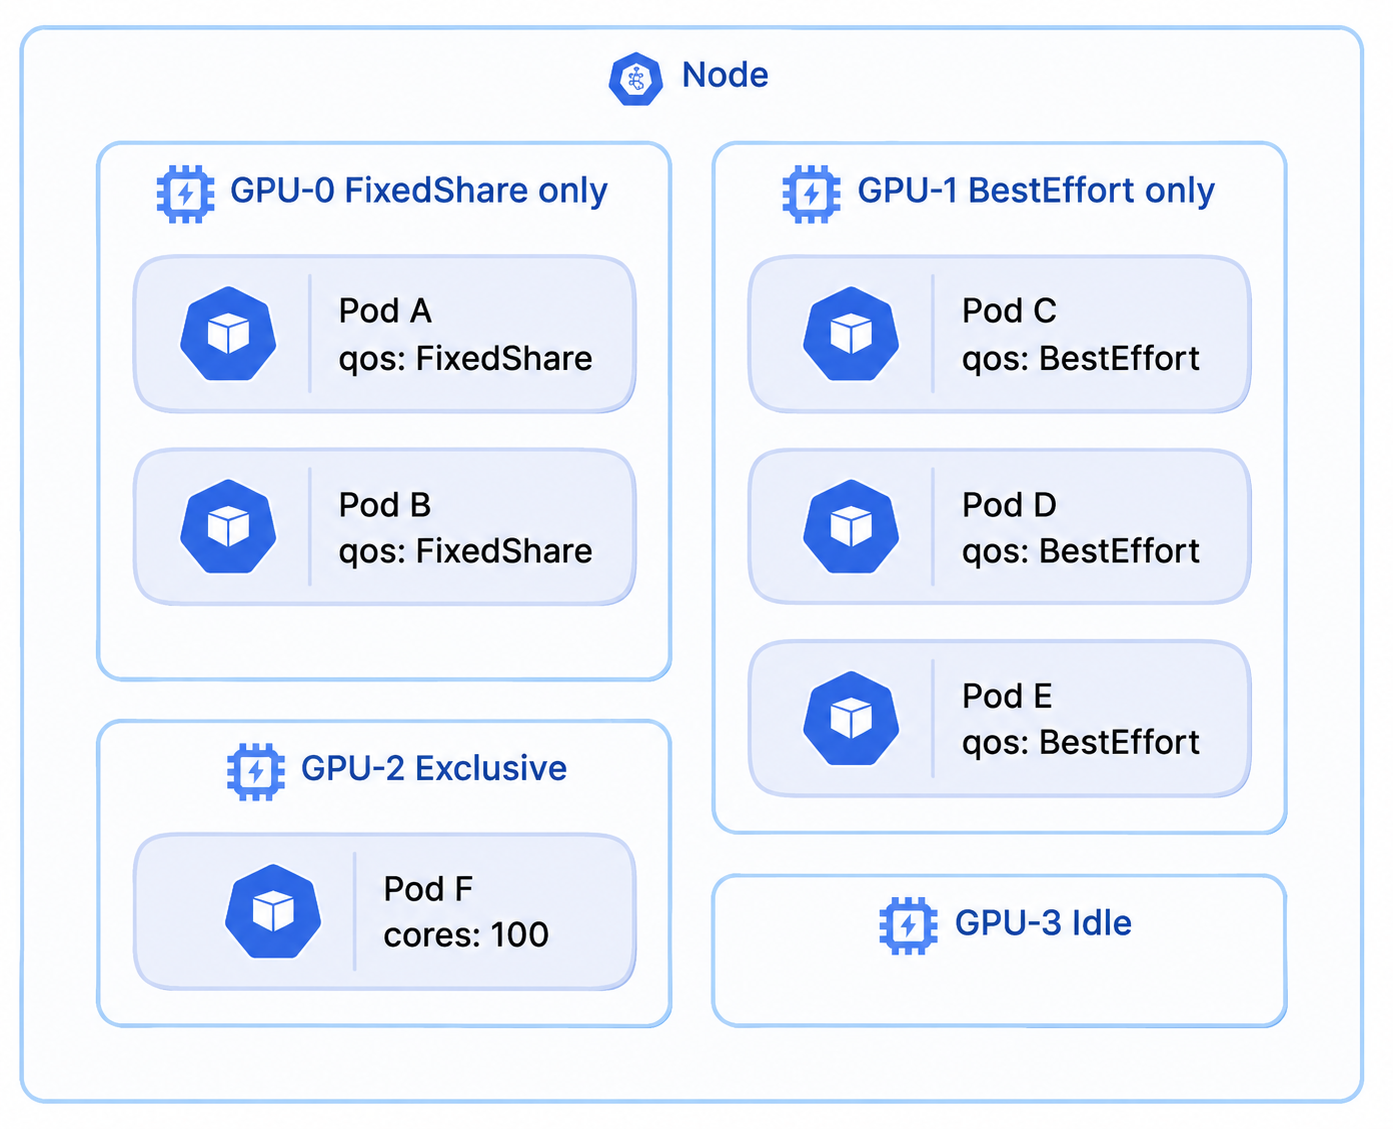 Node
GPU-0 FixedShare only
Pod A
qos: FixedShare
Pod B
qos: FixedShare
GPU-1 BestEffort only
Pod C
qos: BestEffort
Pod D
qos: BestEffort
Pod E
qos: BestEffort
GPU-2 Exclusive
Pod F
cores: 100
GPU-3 Idle